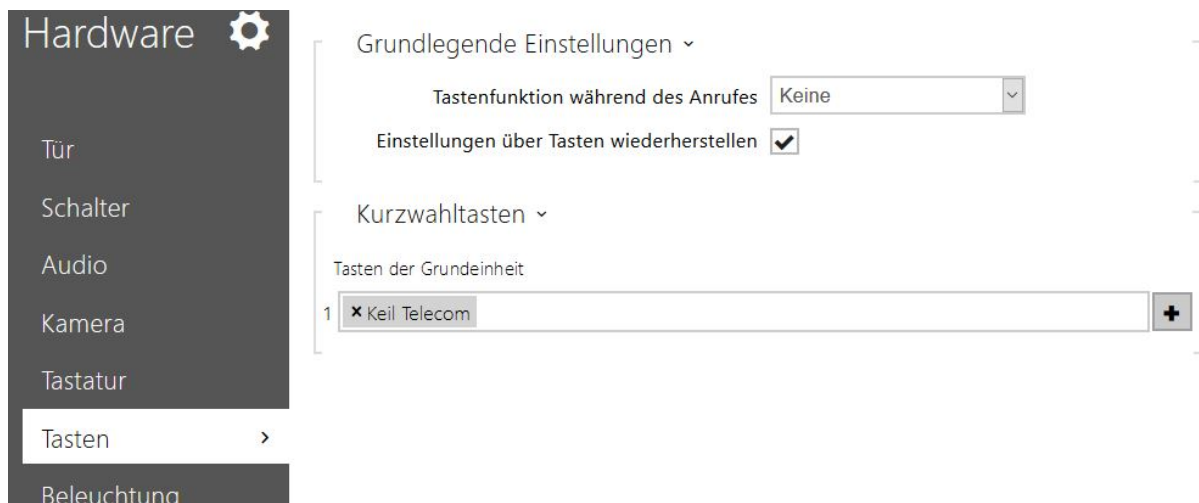 Hardware
Tür
Schalter
Audio
Kamera
Tastatur
Tasten
Beleuchtung
Grundlegende Einstellungen
Tastenfunktion während des Anrufes Keine
Einstellungen über Tasten wiederherstellen
Kurzwahltasten
Tasten der Grundeinheit
1 Keil Telecom